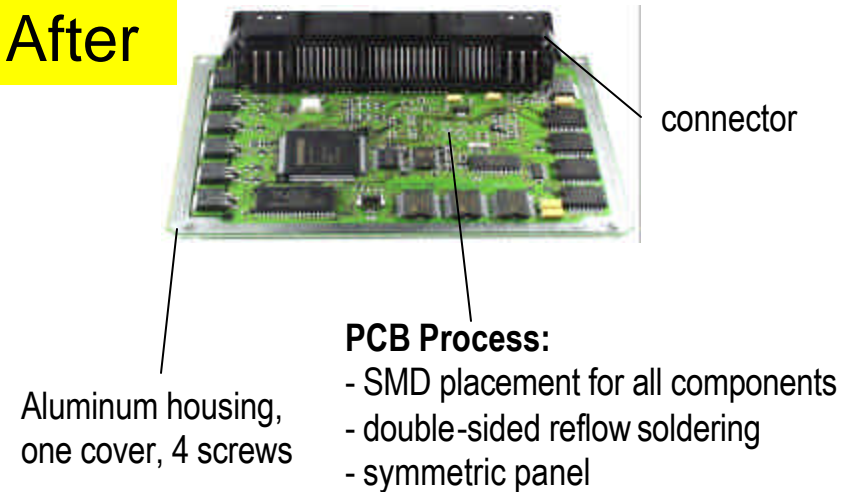 After
connector
PCB Process:
- SMD placement for all components
- double-sided reflow soldering
- symmetric panel
Aluminum housing,
one cover, 4 screws